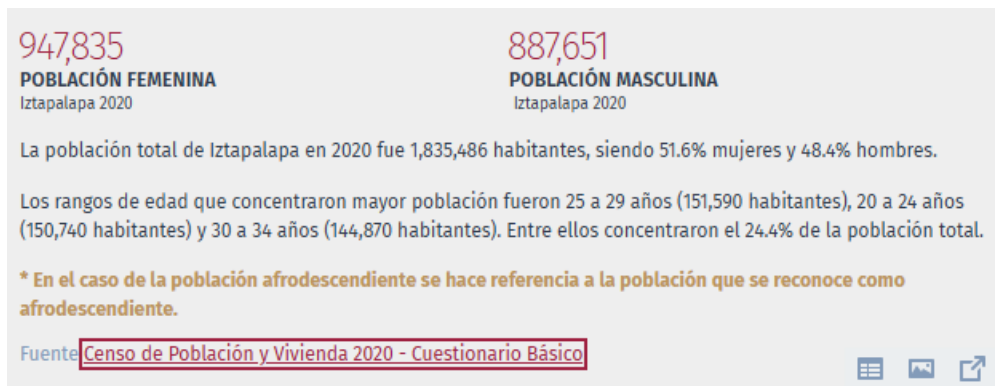 947,835
POBLACIÓN FEMENINA
Iztapalapa 2020
887,651
POBLACIÓN MASCULINA
Iztapalapa 2020
La población total de Iztapalapa en 2020 fue 1,835,486 habitantes, siendo 51.6% mujeres y 48.4% hombres.
Los rangos de edad que concentraron mayor población fueron 25 a 29 años (151,590 habitantes), 20 a 24 años
(150,740 habitantes) y 30 a 34 años (144,870 habitantes). Entre ellos concentraron el 24.4% de la población total.
* En el caso de la población afrodescendiente se hace referencia a la población que se reconoce como
afrodescendiente.
Fuente Censo de Población y Vivienda 2020 - Cuestionario Básico